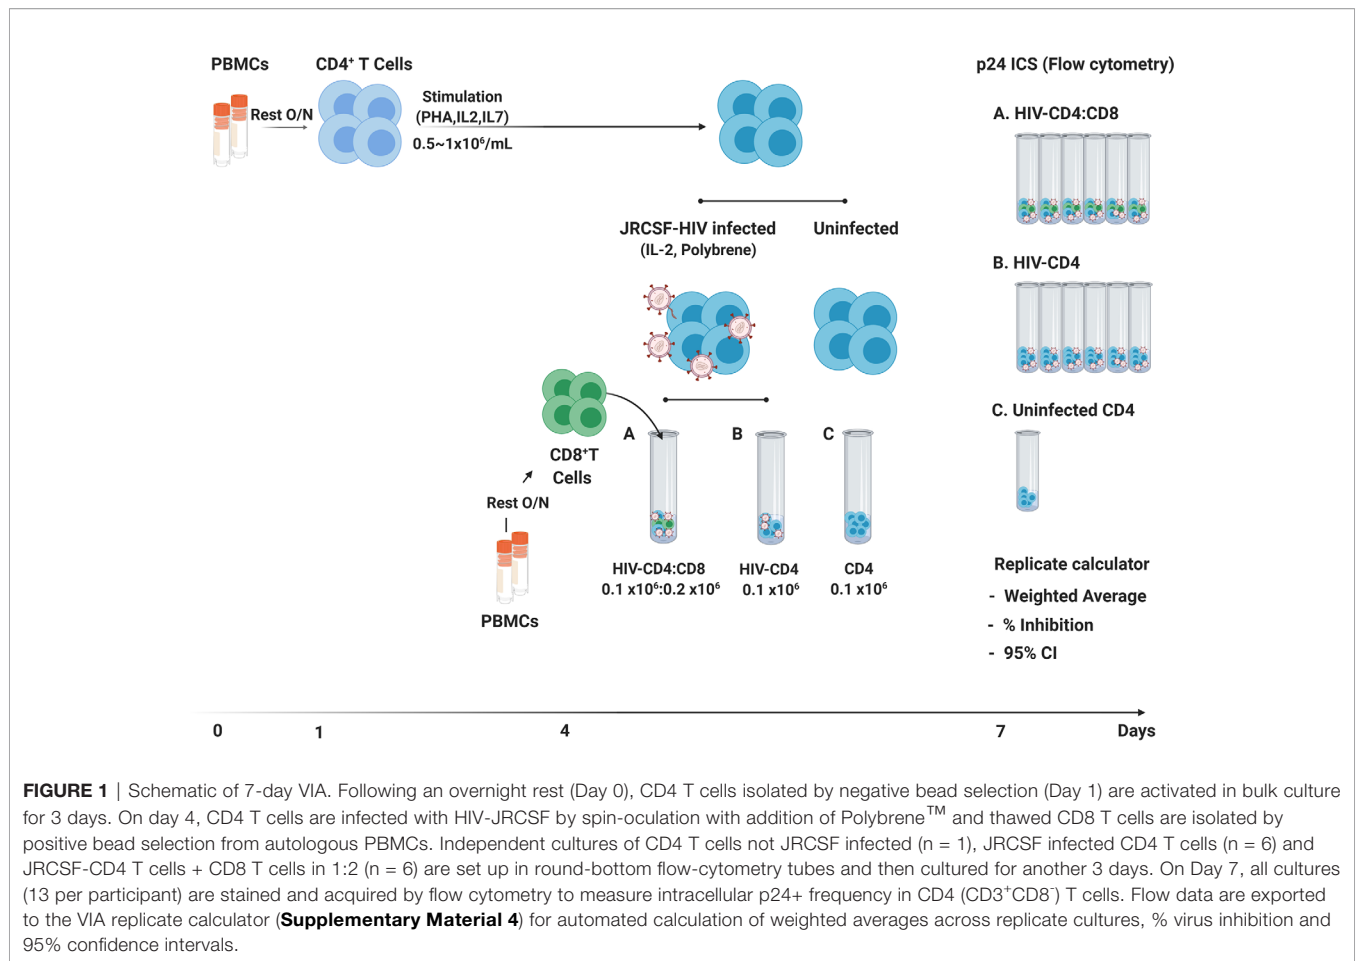 PBMCs
CD4⁺ T Cells
Rest O/N
Stimulation
(PHA,IL2,IL7)
0.5~1x10⁶/mL
JRCSF-HIV infected
(IL-2, Polybrene)
Uninfected
CD8⁺T
Cells
Rest O/N
PBMCs
A
B
C
HIV-CD4:CD8
0.1 x10⁶:0.2 x10⁶
HIV-CD4
0.1 x10⁶
CD4
0.1 x10⁶
p24 ICS (Flow cytometry)
A. HIV-CD4:CD8
B. HIV-CD4
C. Uninfected CD4
Replicate calculator
- Weighted Average
- % Inhibition
- 95% CI
0
1
4
7
Days
FIGURE 1 | Schematic of 7-day VIA. Following an overnight rest (Day 0), CD4 T cells isolated by negative bead selection (Day 1) are activated in bulk culture
for 3 days. On day 4, CD4 T cells are infected with HIV-JRCSF by spin-oculation with addition of Polybrene™ and thawed CD8 T cells are isolated by
positive bead selection from autologous PBMCs. Independent cultures of CD4 T cells not JRCSF infected (n = 1), JRCSF infected CD4 T cells (n = 6) and
JRCSF-CD4 T cells + CD8 T cells in 1:2 (n = 6) are set up in round-bottom flow-cytometry tubes and then cultured for another 3 days. On Day 7, all cultures
(13 per participant) are stained and acquired by flow cytometry to measure intracellular p24+ frequency in CD4 (CD3⁺CD8⁻) T cells. Flow data are exported
to the VIA replicate calculator (Supplementary Material 4) for automated calculation of weighted averages across replicate cultures, % virus inhibition and
95% confidence intervals.